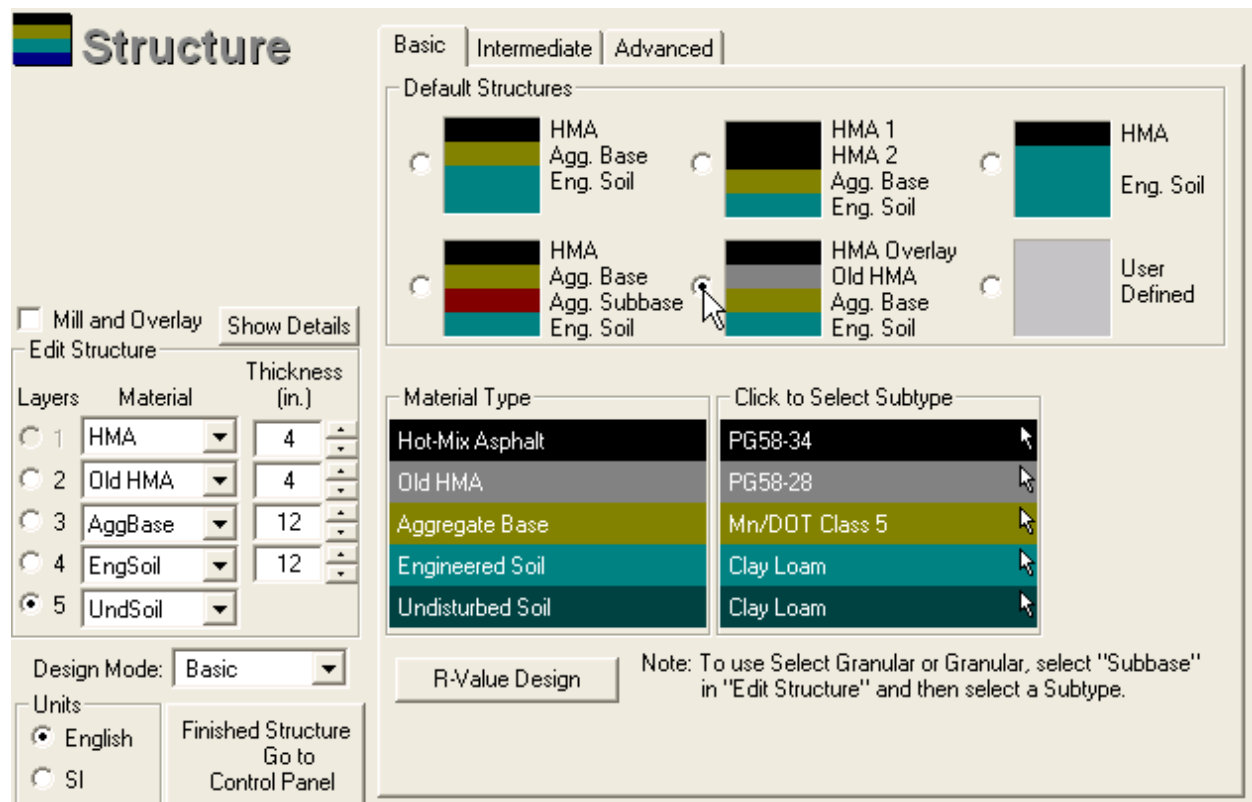 Structure
Basic Intermediate Advanced
Default Structures
HMA
Agg. Base
Eng. Soil
HMA 1
HMA 2
Agg. Base
Eng. Soil
HMA
Eng. Soil
HMA
Agg. Base
Agg. Subbase
Eng. Soil
HMA Overlay
Old HMA
Agg. Base
Eng. Soil
User
Defined
Mill and Overlay Show Details
Edit Structure
Layers Material Thickness
(in.)
1 HMA 4
2 Old HMA 4
3 AggBase 12
4 EngSoil 12
5 UndSoil
Material Type Click to Select Subtype
Hot-Mix Asphalt PG58-34
Old HMA PG58-28
Aggregate Base Mn/DOT Class 5
Engineered Soil Clay Loam
Undisturbed Soil Clay Loam
Design Mode: Basic
Units
English
SI
Finished Structure
Go to
Control Panel
R-Value Design
Note: To use Select Granular or Granular, select "Subbase"
in "Edit Structure" and then select a Subtype.